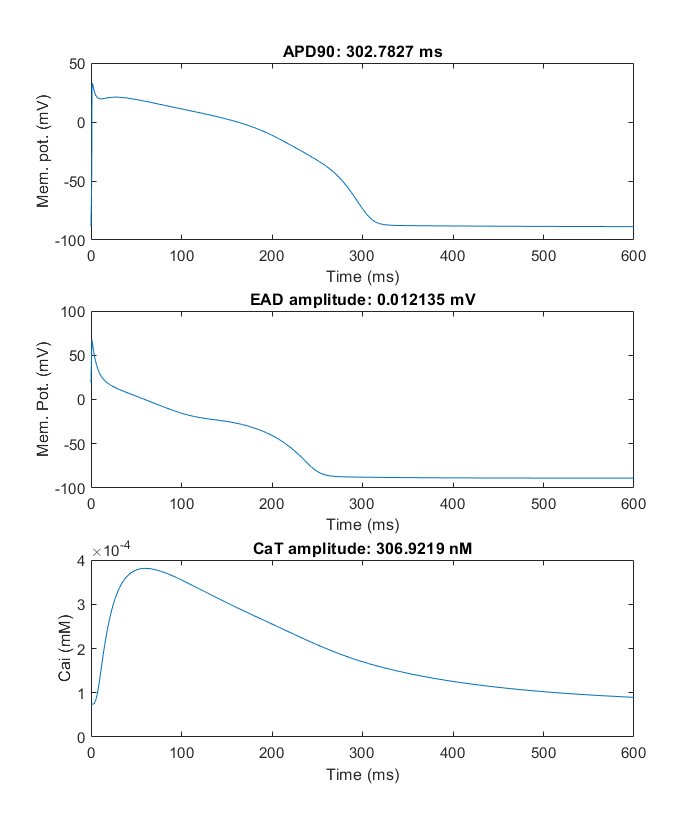 APD90: 302.7827 ms
50
0
-50
-100
Mem. pot. (mV)
0 100 200 300 400 500 600
Time (ms)
EAD amplitude: 0.012135 mV
100
50
0
-50
-100
Mem. Pot. (mV)
0 100 200 300 400 500 600
Time (ms)
CaT amplitude: 306.9219 nM
×10⁻⁴
4
3
2
1
0
Cai (mM)
0 100 200 300 400 500 600
Time (ms)